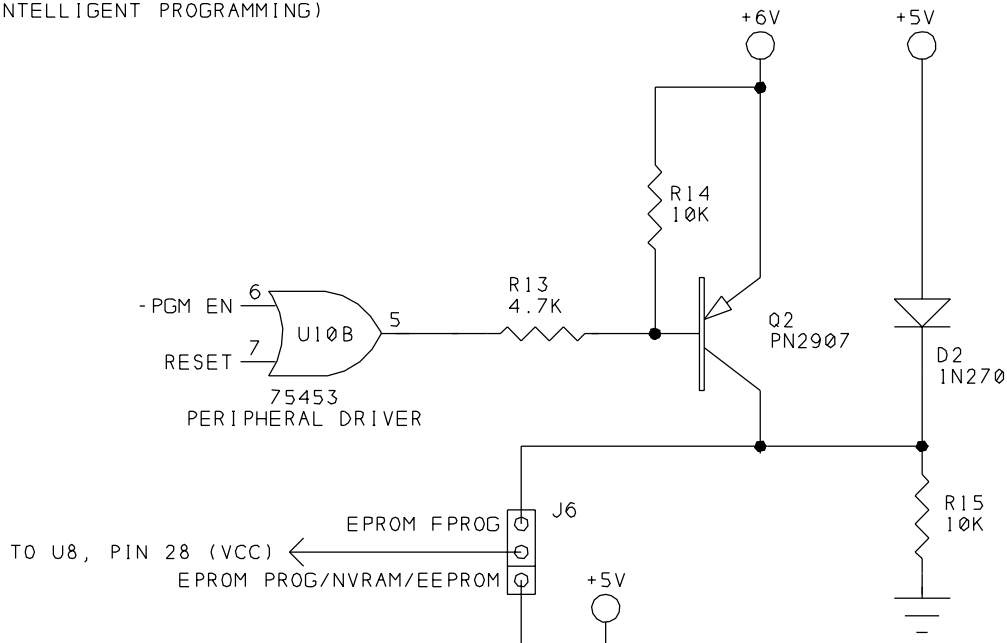 NTELLIGENT PROGRAMMING)
+6V
+5V
R14
10K
R13
4.7K
-PGM EN
6
U10B
5
RESET
7
Q2
PN2907
D2
1N270
75453
PERIPHERAL DRIVER
J6
R15
10K
EPROM FPROG
TO U8, PIN 28 (VCC)
EPROM PROG/NVRAM/EEPROM
+5V